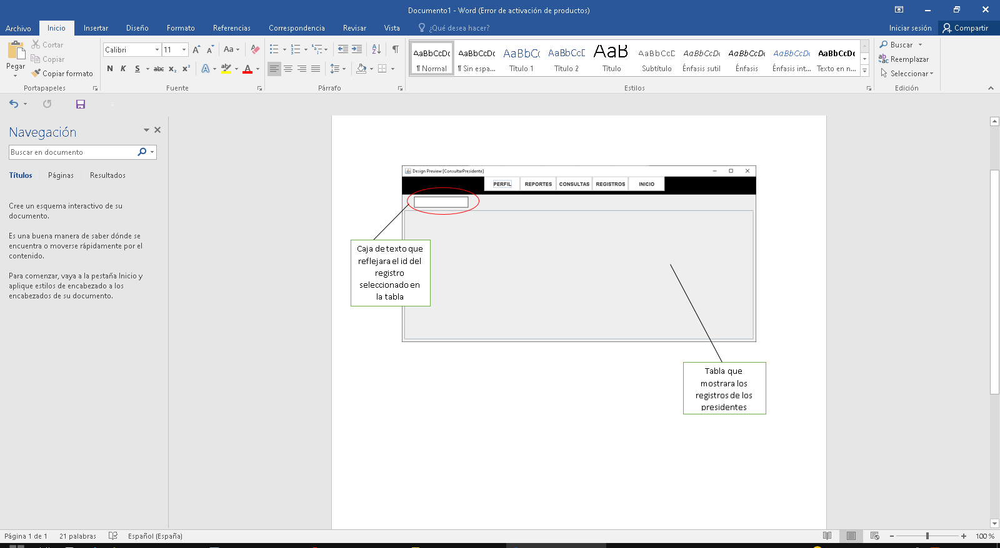 Documento1 - Word (Error de activación de productos)
Archivo Inicio Insertar Diseño Formato Referencias Correspondencia Revisar Vista ¿Qué desea hacer? Iniciar sesión Compartir
Pegar
Cortar
Copiar
Copiar formato
Portapapeles
Calibri 11
Aa
N K S abc x₂ x²
A A
Fuente
Párrafo
AaBbCcDc AaBbCcDc AaBbCc AaBbCcD AaB AaBbCcD AaBbCcDc AaBbCcDc AaBbCcDc AaBbCcDc
¶ Normal ¶ Sin espa... Título 1 Título 2 Título Subtítulo Énfasis sutil Énfasis Énfasis int... Texto en n...
Estilos
Buscar
Reemplazar
Seleccionar
Edición
Navegación
Buscar en documento
Títulos Páginas Resultados
Cree un esquema interactivo de su
documento.
Es una buena manera de saber dónde se
encuentra o moverse rápidamente por el
contenido.
Para comenzar, vaya a la pestaña Inicio y
aplique estilos de encabezado a los
encabezados de su documento.
Design Preview [ConsultarPresidente]
PERFIL REPORTES CONSULTAS REGISTROS INICIO
Caja de texto que
reflejara el id del
registro
seleccionado en
la tabla
Tabla que
mostrara los
registros de los
presidentes
Página 1 de 1 21 palabras Español (España) 100 %